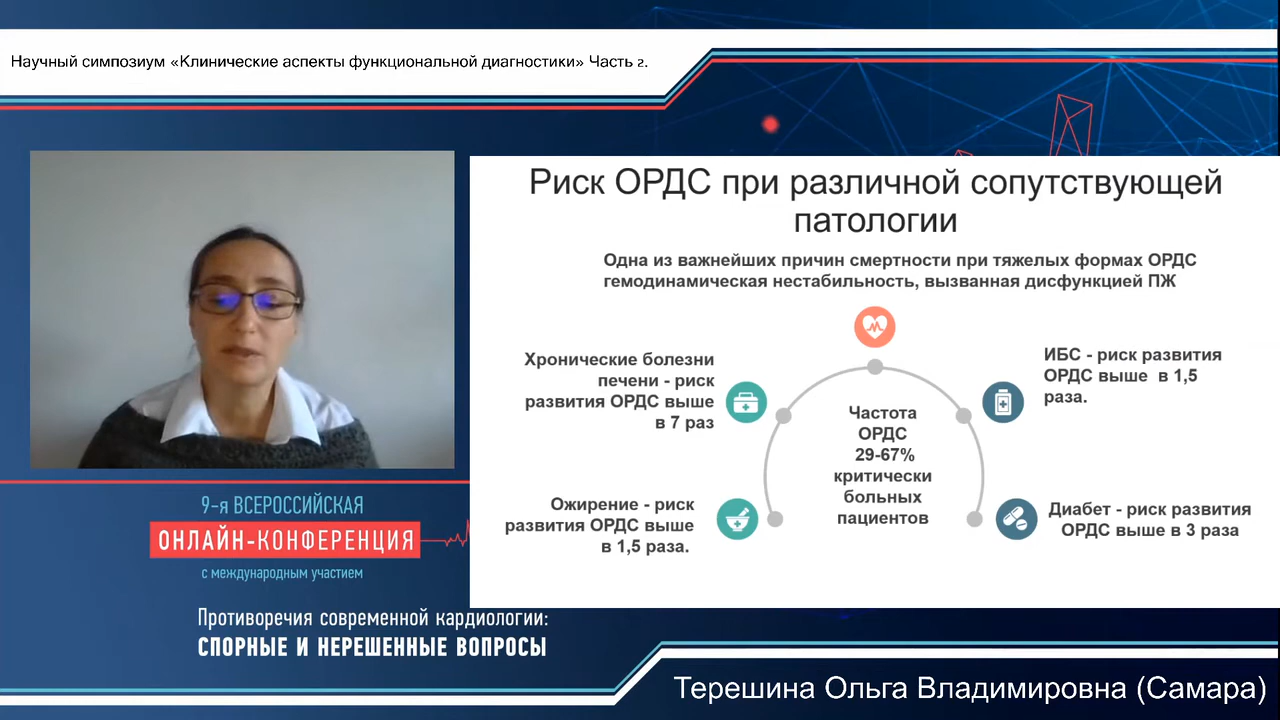 Научный симпозиум «Клинические аспекты функциональной диагностики» Часть 2.
Риск ОРДС при различной сопутствующей
патологии
Одна из важнейших причин смертности при тяжелых формах ОРДС
гемодинамическая нестабильность, вызванная дисфункцией ПЖ
Хронические болезни
печени - риск
развития ОРДС выше
в 7 раз
ИБС - риск развития
ОРДС выше в 1,5
раза.
Частота
ОРДС
29-67%
критически
больных
пациентов
Ожирение - риск
развития ОРДС выше
в 1,5 раза.
Диабет - риск развития
ОРДС выше в 3 раза
9-я ВСЕРОССИЙСКАЯ
ОНЛАЙН-КОНФЕРЕНЦИЯ
с международным участием
Противоречия современной кардиологии:
СПОРНЫЕ И НЕРЕШЕННЫЕ ВОПРОСЫ
Терешина Ольга Владимировна (Самара)